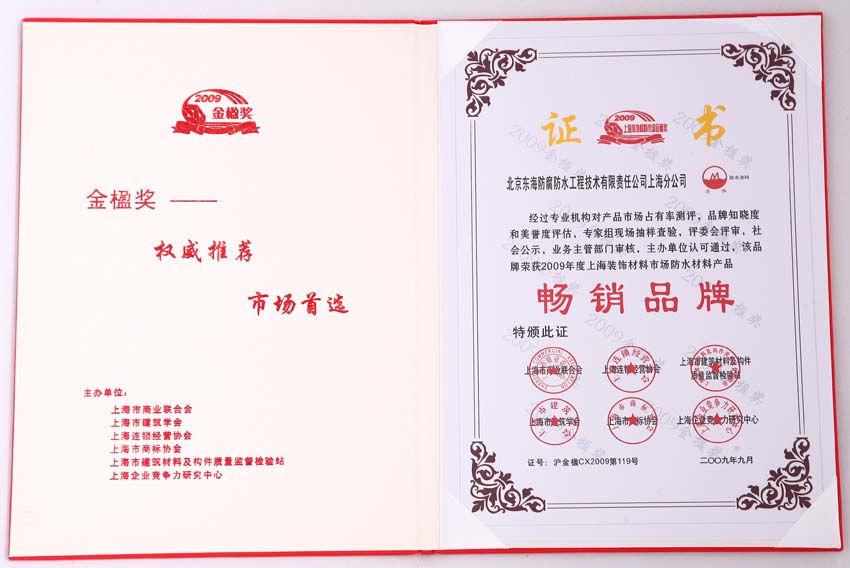 2009
金楹奖
金楹奖 ——
权威推荐
市场首选
主办单位：
上海市商业联合会
上海市建筑学会
上海连锁经营协会
上海市商标协会
上海市建筑材料及构件质量监督检验站
上海企业竞争力研究中心
证 书
2009
上海装饰材料市场金楹奖
北京东海防腐防水工程技术有限责任公司上海分公司
防水涂料
经过专业机构对产品市场占有率测评，品牌知晓度
和美誉度评估，专家组现场抽样查验，评委会评审，社
会公示，业务主管部门审核，主办单位认可通过，该品
牌荣获2009年度上海装饰材料市场防水材料产品
畅销品牌
特颁此证
上海市商业联合会
上海连锁经营协会
上海市建筑材料及构件
质量监督检验站
上海市建筑学会
上海市商标协会
上海企业竞争力研究中心
证号：沪金楹CX2009第119号
二〇〇九年九月